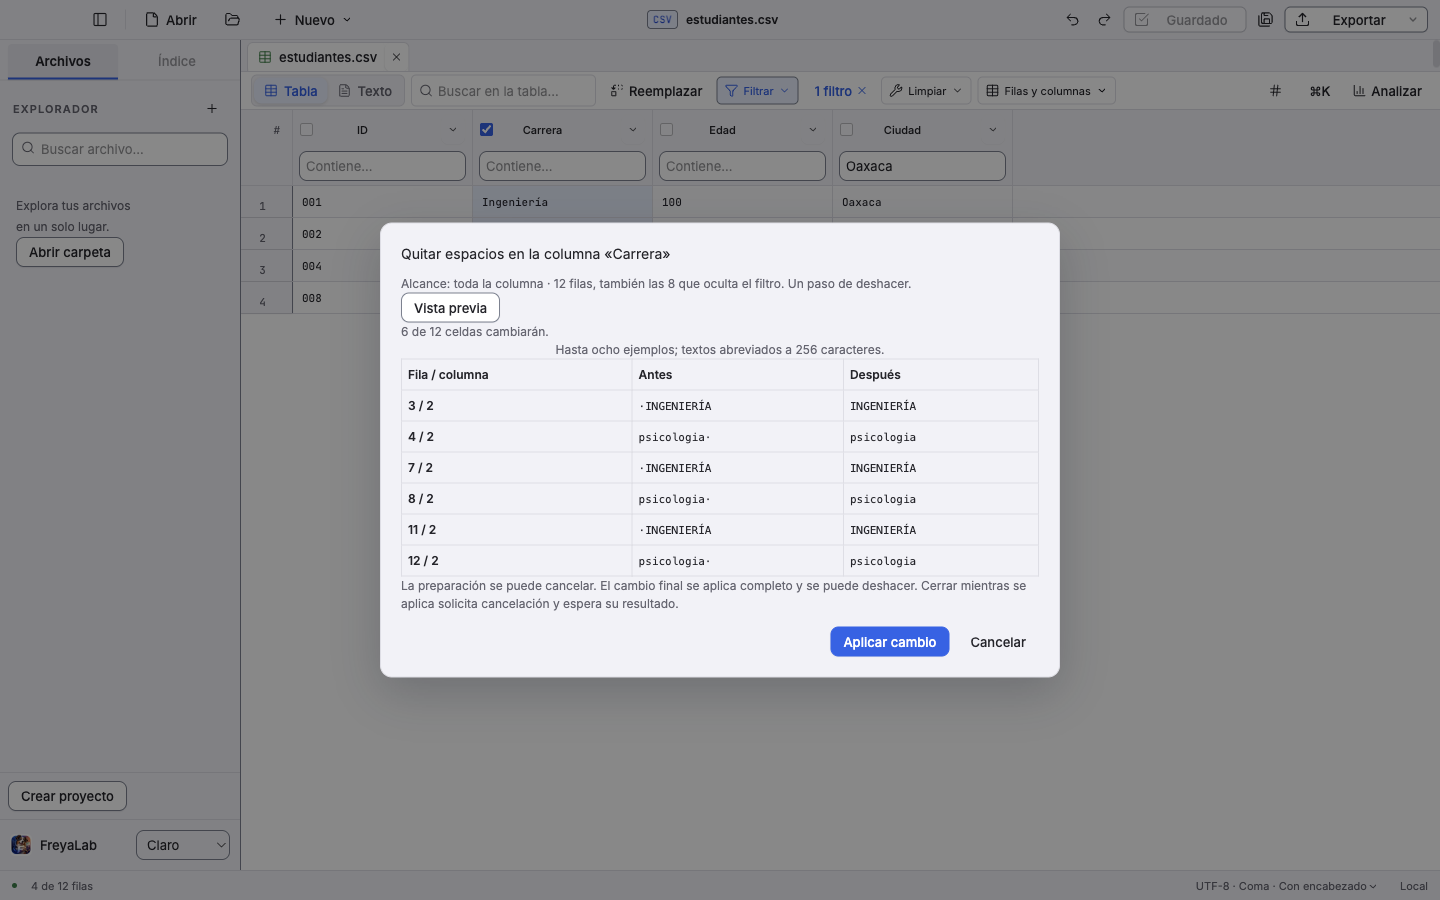 Abrir
Nuevo
CSV estudiantes.csv
Guardado
Exportar
Archivos
Índice
estudiantes.csv
EXPLORADOR
Buscar archivo...
Explora tus archivos
en un solo lugar.
Abrir carpeta
Crear proyecto
FreyaLab
Claro
Tabla
Texto
Buscar en la tabla...
Reemplazar
Filtrar
1 filtro
Limpiar
Filas y columnas
#
⌘K
Analizar
# ID Carrera Edad Ciudad
Contiene... Contiene... Contiene... Oaxaca
1 001 Ingeniería 100 Oaxaca
2 002
3 004
4 008
Quitar espacios en la columna «Carrera»
Alcance: toda la columna · 12 filas, también las 8 que oculta el filtro. Un paso de deshacer.
Vista previa
6 de 12 celdas cambiarán.
Hasta ocho ejemplos; textos abreviados a 256 caracteres.
Fila / columna Antes Después
3 / 2 ·INGENIERÍA INGENIERÍA
4 / 2 psicologia· psicologia
7 / 2 ·INGENIERÍA INGENIERÍA
8 / 2 psicologia· psicologia
11 / 2 ·INGENIERÍA INGENIERÍA
12 / 2 psicologia· psicologia
La preparación se puede cancelar. El cambio final se aplica completo y se puede deshacer. Cerrar mientras se
aplica solicita cancelación y espera su resultado.
Aplicar cambio
Cancelar
4 de 12 filas
UTF-8 · Coma · Con encabezado
Local